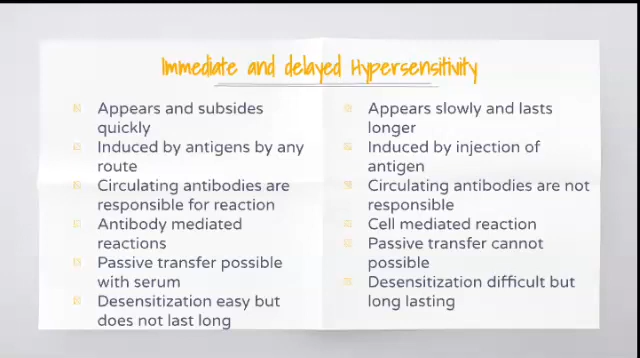 Immediate and delayed Hypersensitivity
Appears and subsides
quickly
Induced by antigens by any
route
Circulating antibodies are
responsible for reaction
Antibody mediated
reactions
Passive transfer possible
with serum
Desensitization easy but
does not last long
Appears slowly and lasts
longer
Induced by injection of
antigen
Circulating antibodies are not
responsible
Cell mediated reaction
Passive transfer cannot
possible
Desensitization difficult but
long lasting